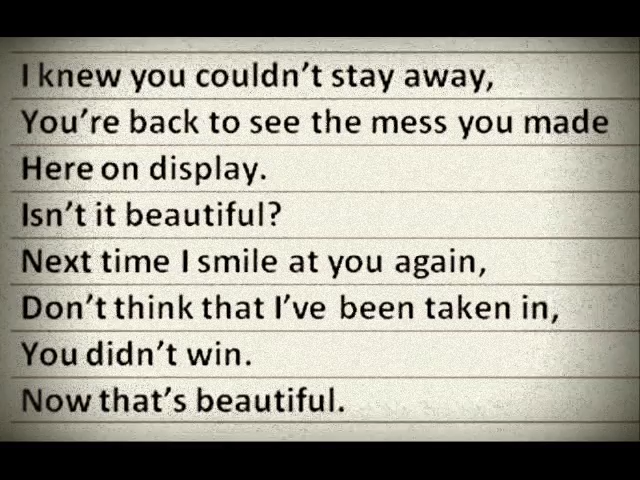 I knew you couldn't stay away,
You're back to see the mess you made
Here on display.
Isn't it beautiful?
Next time I smile at you again,
Don't think that I've been taken in,
You didn't win.
Now that's beautiful.